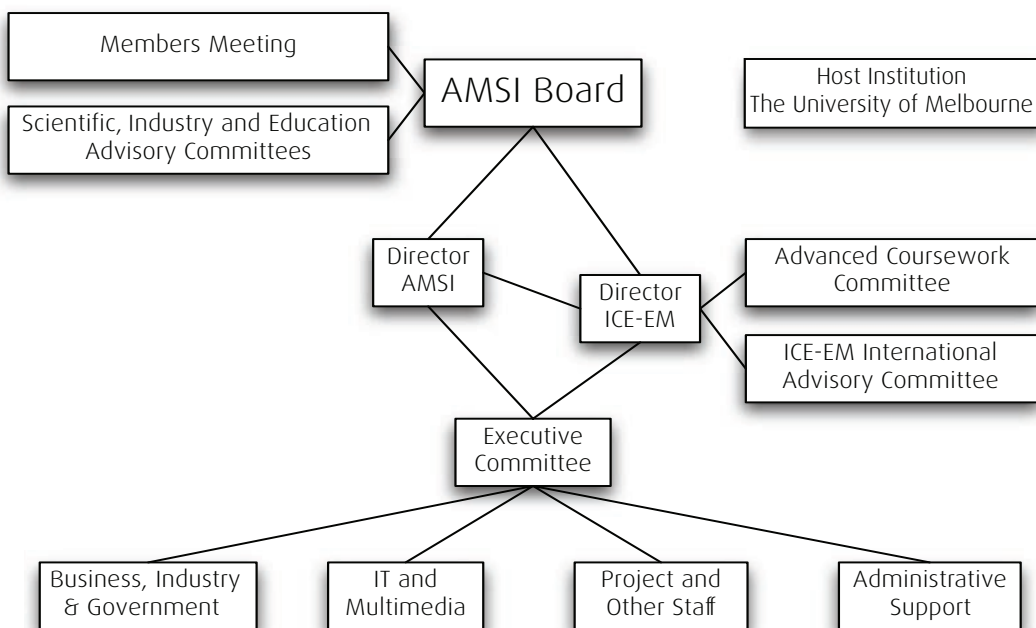 Members Meeting
Scientific, Industry and Education
Advisory Committees
AMSI Board
Host Institution
The University of Melbourne
Director
AMSI
Director
ICE-EM
Advanced Coursework
Committee
ICE-EM International
Advisory Committee
Executive
Committee
Business, Industry
& Government
IT and
Multimedia
Project and
Other Staff
Administrative
Support